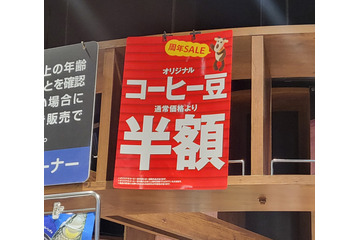 上の年齢
とを確認
い場合に
販売で
。
ーナー
周年SALE
オリジナル
コーヒー豆
通常価格より
半額